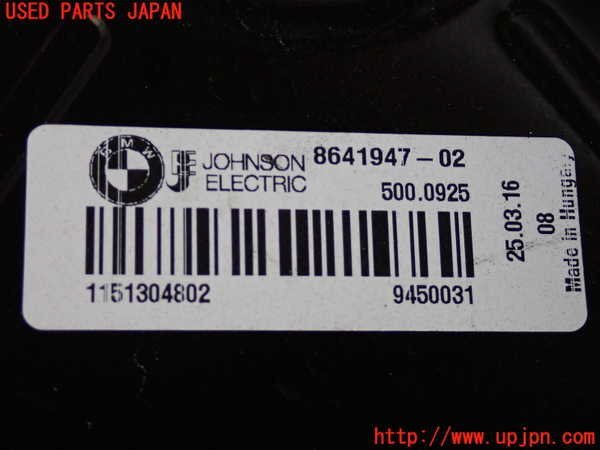 USED PARTS JAPAN
BMW
JOHNSON
ELECTRIC
8641947-02
500.0925
1151304802
9450031
25.03.16
08
Made in Hungary
http://www.upjpn.com/